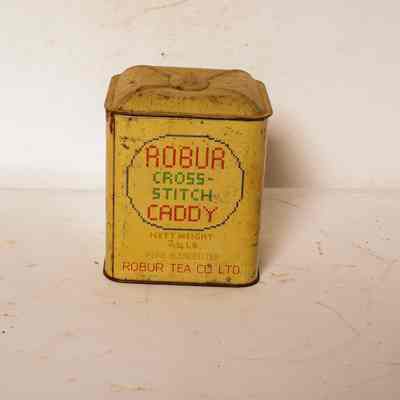 ROBUR
CROSS-
STITCH
CADDY
NETT WEIGHT
ROBUR TEA CO LTD.